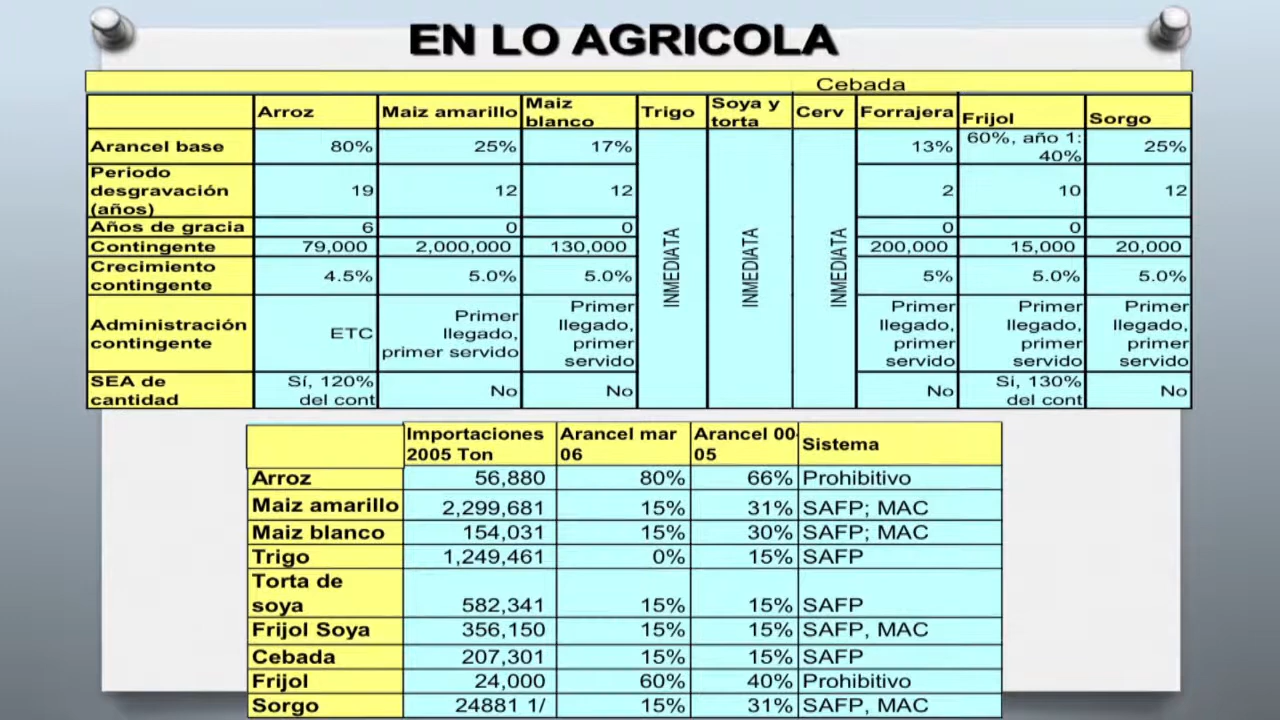 EN LO AGRICOLA
Cebada
Arroz Maiz amarillo Maiz blanco Trigo Soya y torta Cerv Forrajera Frijol Sorgo
Arancel base 80% 25% 17% 13% 60%, año 1: 40% 25%
Periodo desgravación (años) 19 12 12 2 10 12
Años de gracia 6 0 0 0 0
Contingente 79,000 2,000,000 130,000 200,000 15,000 20,000
Crecimiento contingente 4.5% 5.0% 5.0% 5% 5.0% 5.0%
INMEDIATA INMEDIATA INMEDIATA
Administración contingente ETC Primer llegado, primer servido Primer llegado, primer servido Primer llegado, primer servido Primer llegado, primer servido Primer llegado, primer servido
SEA de cantidad Sí, 120% del cont No No No Si, 130% del cont No
Importaciones 2005 Ton Arancel mar 06 Arancel 00-05 Sistema
Arroz 56,880 80% 66% Prohibitivo
Maiz amarillo 2,299,681 15% 31% SAFP; MAC
Maiz blanco 154,031 15% 30% SAFP; MAC
Trigo 1,249,461 0% 15% SAFP
Torta de soya 582,341 15% 15% SAFP
Frijol Soya 356,150 15% 15% SAFP, MAC
Cebada 207,301 15% 15% SAFP
Frijol 24,000 60% 40% Prohibitivo
Sorgo 24881 1/ 15% 31% SAFP, MAC